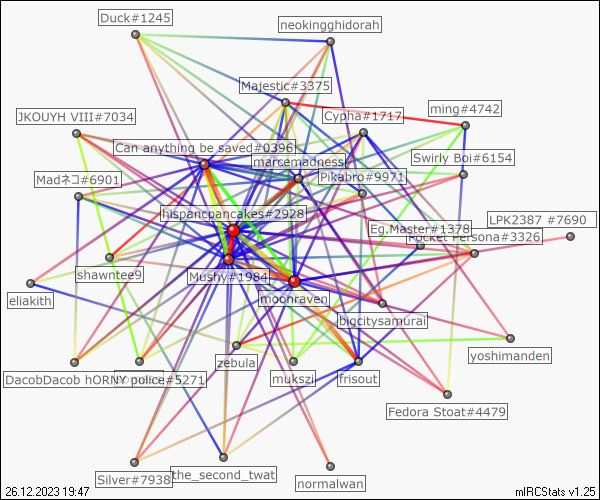 Duck#1245
neokingghidorah
Majestic#3375
JKOUYH VIII#7034
Cypha#1717
ming#4742
Can anything be saved#0396
marcemadness
Swirly Boi#6154
Madネコ#6901
Pikabro#9971
hispancpancakes#2928
LPK2387 #7690
Eg.Master#1378
Rocket Persona#3326
shawntee9
Mushy#1984
eliakith
moonraven
bigcitysamurai
DacobDacob hORNY police#5271
zebula
mukszi
frisout
yoshimanden
Fedora Stoat#4479
Silver#7938
the_second_twat
normalwan
26.12.2023 19:47
mIRCStats v1.25